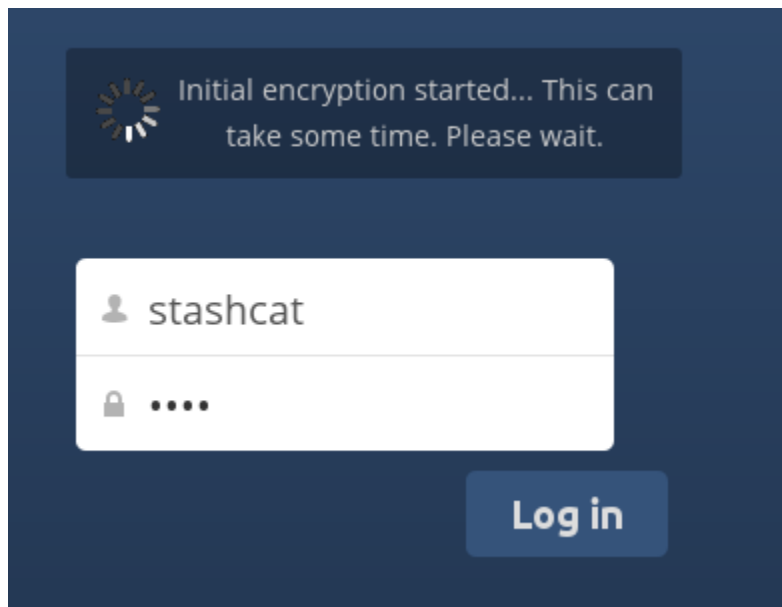 Initial encryption started... This can
take some time. Please wait.
stashcat
••••
Log in